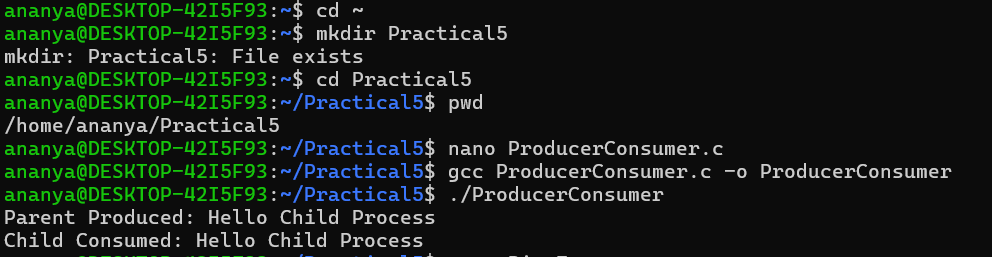 ananya@DESKTOP-42I5F93:~$ cd ~
ananya@DESKTOP-42I5F93:~$ mkdir Practical5
mkdir: Practical5: File exists
ananya@DESKTOP-42I5F93:~$ cd Practical5
ananya@DESKTOP-42I5F93:~/Practical5$ pwd
/home/ananya/Practical5
ananya@DESKTOP-42I5F93:~/Practical5$ nano ProducerConsumer.c
ananya@DESKTOP-42I5F93:~/Practical5$ gcc ProducerConsumer.c -o ProducerConsumer
ananya@DESKTOP-42I5F93:~/Practical5$ ./ProducerConsumer
Parent Produced: Hello Child Process
Child Consumed: Hello Child Process